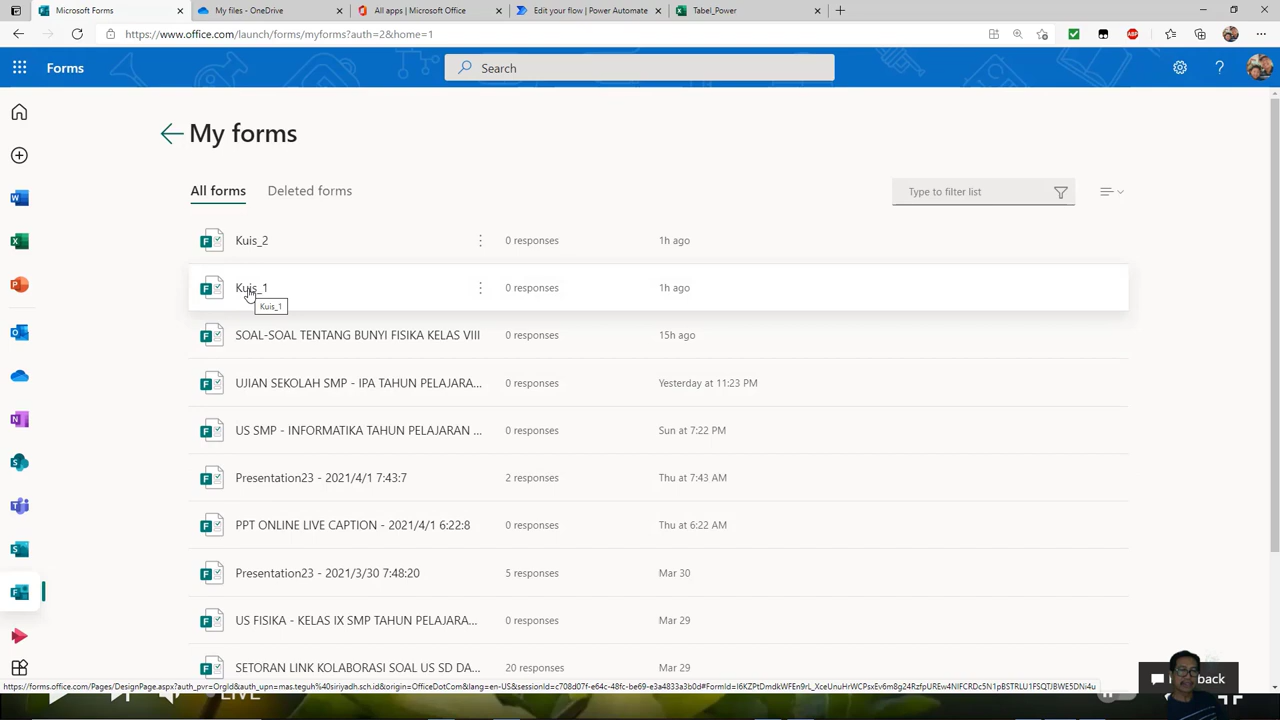 Microsoft Forms
My files - OneDrive
All apps | Microsoft Office
Edit your flow | Power Automate
Tabel_Power
https://www.office.com/launch/forms/myforms?auth=2&home=1
ABP
Forms
Search
My forms
All forms
Deleted forms
Type to filter list
Kuis_2
0 responses
1h ago
Kuis_1
0 responses
1h ago
Kuis_1
SOAL-SOAL TENTANG BUNYI FISIKA KELAS VIII
0 responses
15h ago
UJIAN SEKOLAH SMP - IPA TAHUN PELAJARA...
0 responses
Yesterday at 11:23 PM
US SMP - INFORMATIKA TAHUN PELAJARAN ...
0 responses
Sun at 7:22 PM
Presentation23 - 2021/4/1 7:43:7
2 responses
Thu at 7:43 AM
PPT ONLINE LIVE CAPTION - 2021/4/1 6:22:8
0 responses
Thu at 6:22 AM
Presentation23 - 2021/3/30 7:48:20
5 responses
Mar 30
US FISIKA - KELAS IX SMP TAHUN PELAJARA...
0 responses
Mar 29
SETORAN LINK KOLABORASI SOAL US SD DA...
20 responses
Mar 29
LIVE